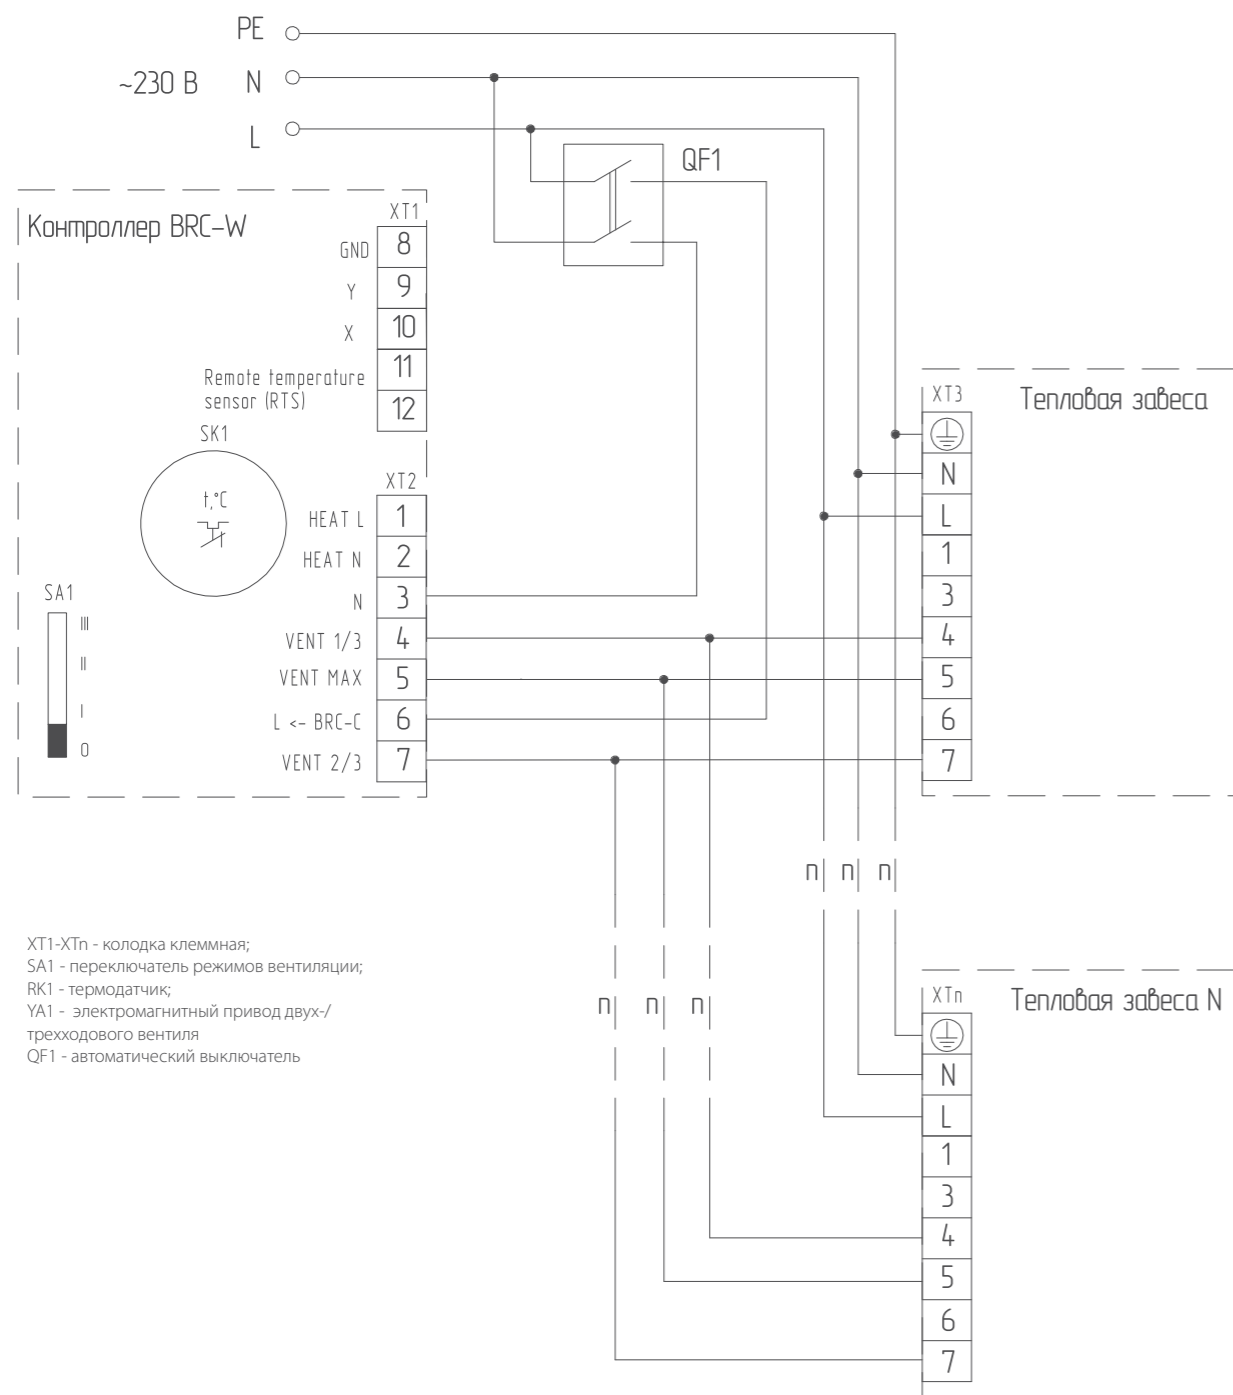 PE
~230 В N
L
QF1
Контроллер BRC-W
XT1
GND 8
Y 9
X 10
Remote temperature
sensor (RTS)
11
12
SK1
t,°C
XT2
HEAT L 1
HEAT N 2
N 3
VENT 1/3 4
VENT MAX 5
L <- BRC-C 6
VENT 2/3 7
SA1
III
II
I
0
XT3
Тепловая завеса
N
L
1
3
4
5
6
7
n n n
XT1-XTn - колодка клеммная;
SA1 - переключатель режимов вентиляции;
RK1 - термодатчик;
YA1 - электромагнитный привод двух-/
трехходового вентиля
QF1 - автоматический выключатель
n n n
XTn
Тепловая завеса N
N
L
1
3
4
5
6
7